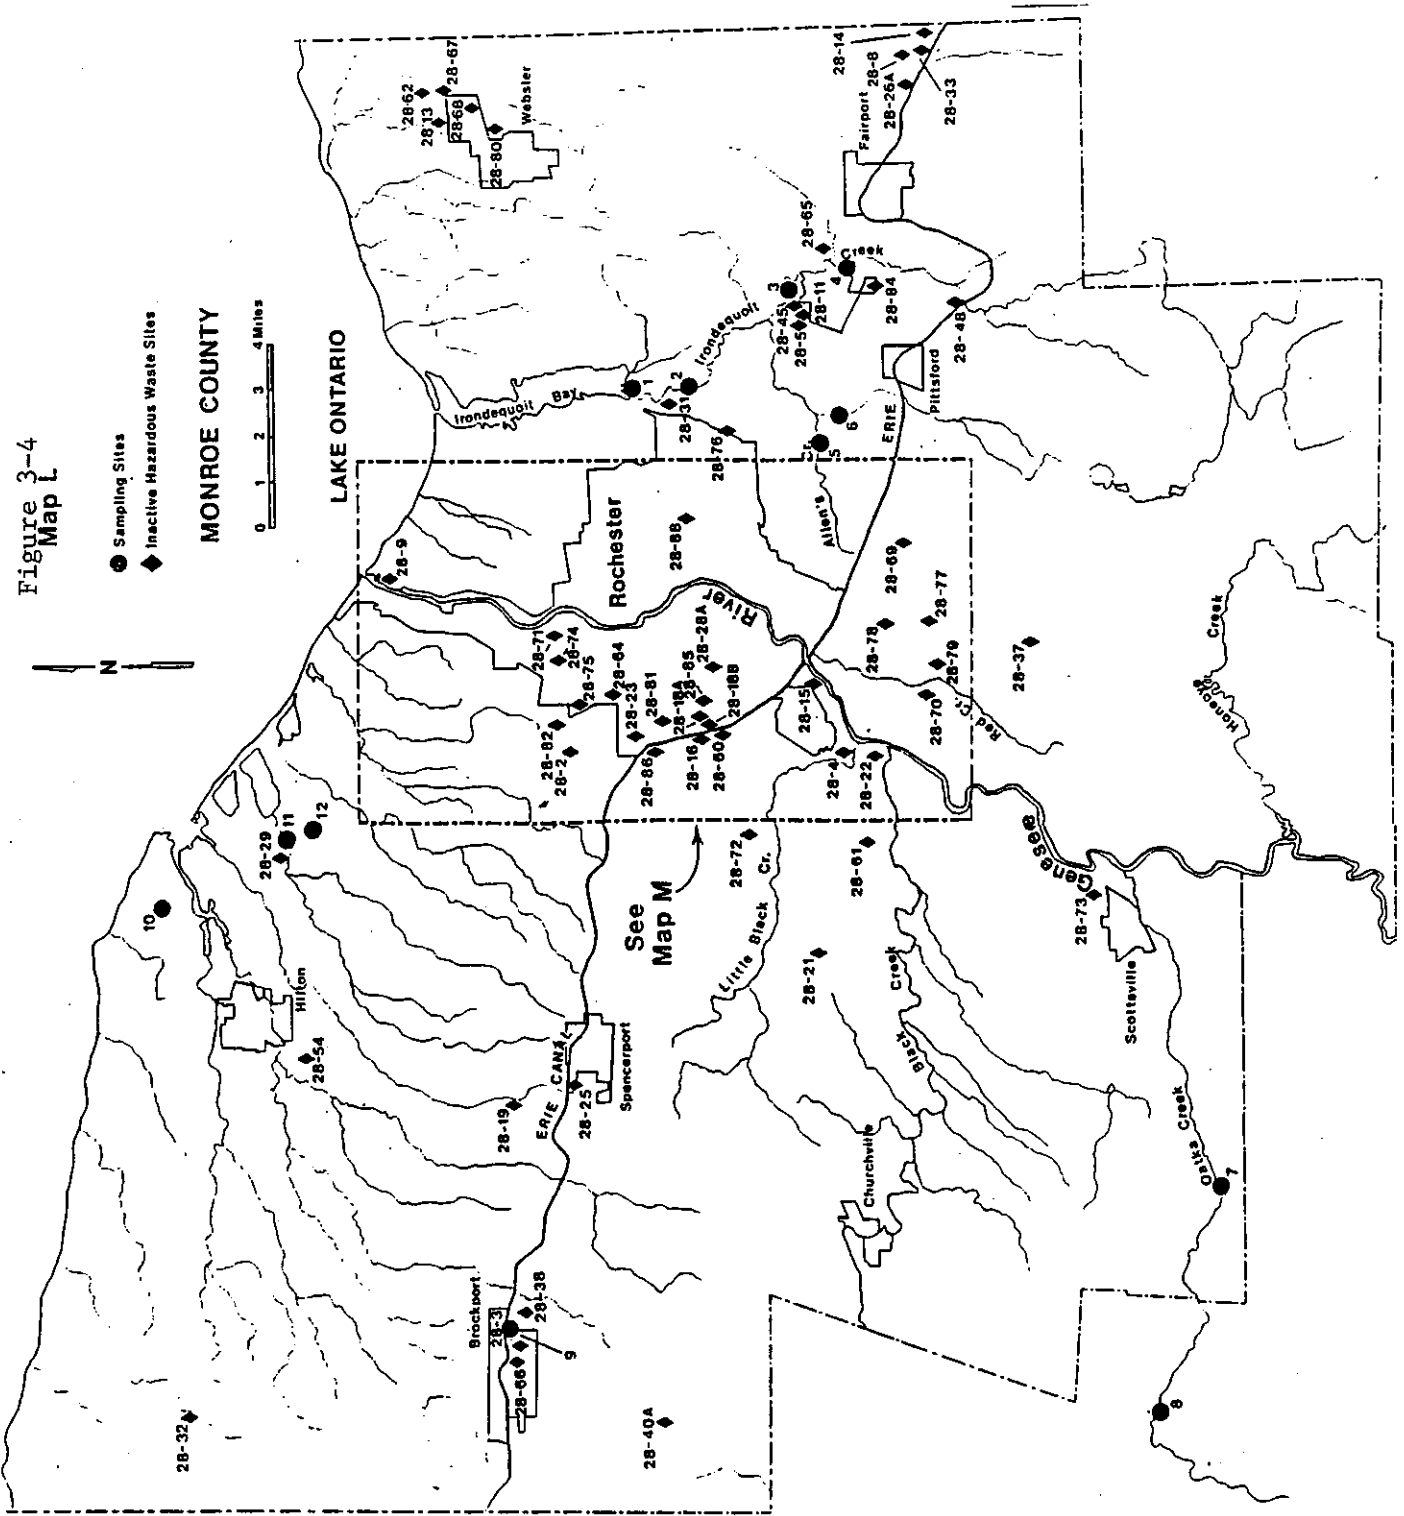 Figure 3-4
Map L
Sampling Sites
Inactive Hazardous Waste Sites
MONROE COUNTY
0 1 2 3 4 Miles
N
LAKE ONTARIO
28-14
28-8
28-26A
28-33
Fairport
28-62
28-67
28-13
28-68
28-80
Webster
28-65
Creek
4
3
28-11
28-45
28-5
28-84
28-48
Irondequoit
Irondequoit Bay
1
2
28-31
28-76
Pittsford
ERIE
6
5
Allen's
Cr.
28-9
Rochester
28-88
River
28-71
28-74
28-75
28-64
28-23
28-81
28-18A
28-85
28-28A
28-18B
28-82
28-2
28-86
28-16
28-60
28-15
28-4
28-22
28-69
28-78
28-77
28-79
28-70
Red Cr.
28-37
Honeoye
Creek
11
12
28-29
10
See
Map M
28-72
Little Black Cr.
28-61
28-21
Black Creek
Genesee
28-73
Scottsville
Hilton
28-54
28-19
ERIE CANAL
28-25
Spencerport
Churchville
Oatka Creek
7
8
Brockport
28-3
28-38
28-66
9
28-32
28-40A